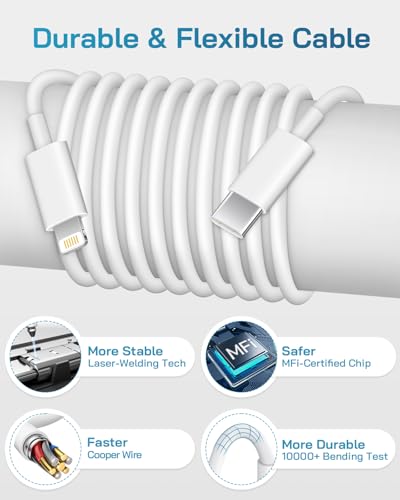 Durable & Flexible Cable
More Stable
Laser-Welding Tech
MFi
Safer
MFi-Certified Chip
Faster
Cooper Wire
More Durable
10000+ Bending Test